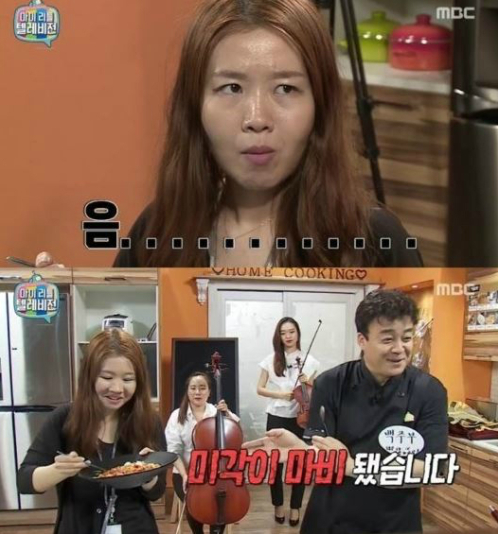 마이 리틀
텔레비전
MBC
음............
마이 리틀
텔레비전
♡HOME COOKING♡
MBC
백주부
미각이 마비 됐습니다